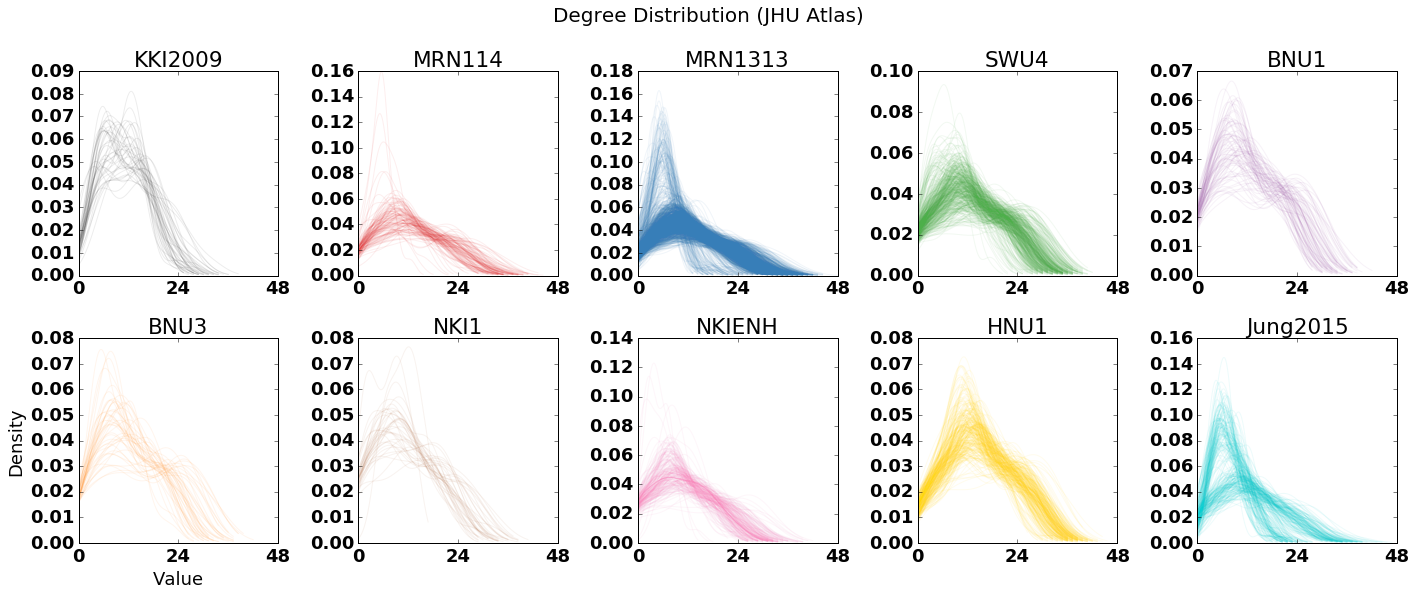 Degree Distribution (JHU Atlas)
KKI2009 MRN114 MRN1313 SWU4 BNU1
0.09 0.08 0.07 0.06 0.05 0.04 0.03 0.02 0.01 0.00
0 24 48
0.16 0.14 0.12 0.10 0.08 0.06 0.04 0.02 0.00
0 24 48
0.18 0.16 0.14 0.12 0.10 0.08 0.06 0.04 0.02 0.00
0 24 48
0.10 0.08 0.06 0.04 0.02 0.00
0 24 48
0.07 0.06 0.05 0.04 0.03 0.02 0.01 0.00
0 24 48
BNU3 NKI1 NKIENH HNU1 Jung2015
Density
0.08 0.07 0.06 0.05 0.04 0.03 0.02 0.01 0.00
0 24 48
Value
0.08 0.07 0.06 0.05 0.04 0.03 0.02 0.01 0.00
0 24 48
0.14 0.12 0.10 0.08 0.06 0.04 0.02 0.00
0 24 48
0.08 0.07 0.06 0.05 0.04 0.03 0.02 0.01 0.00
0 24 48
0.16 0.14 0.12 0.10 0.08 0.06 0.04 0.02 0.00
0 24 48